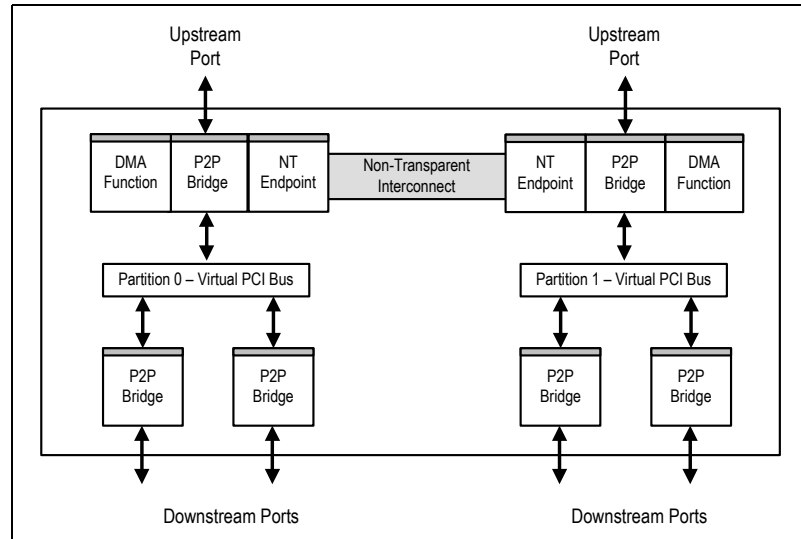 Upstream
Port
Upstream
Port
DMA
Function
P2P
Bridge
NT
Endpoint
Non-Transparent
Interconnect
NT
Endpoint
P2P
Bridge
DMA
Function
Partition 0 – Virtual PCI Bus
Partition 1 – Virtual PCI Bus
P2P
Bridge
P2P
Bridge
P2P
Bridge
P2P
Bridge
Downstream Ports
Downstream Ports